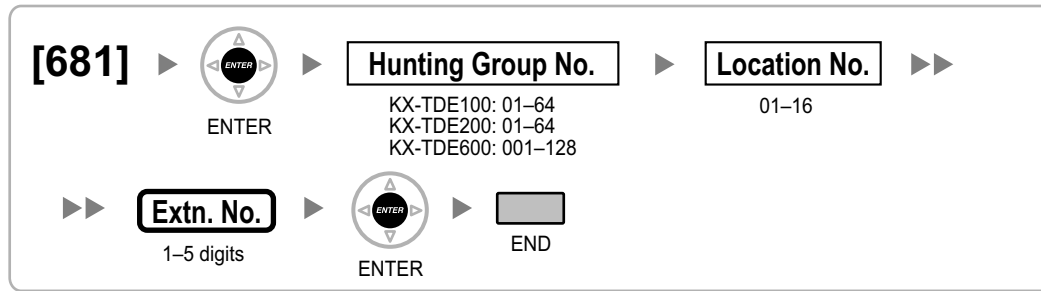 [681]
ENTER
ENTER
Hunting Group No.
KX-TDE100: 01–64
KX-TDE200: 01–64
KX-TDE600: 001–128
Location No.
01–16
Extn. No.
1–5 digits
ENTER
ENTER
END